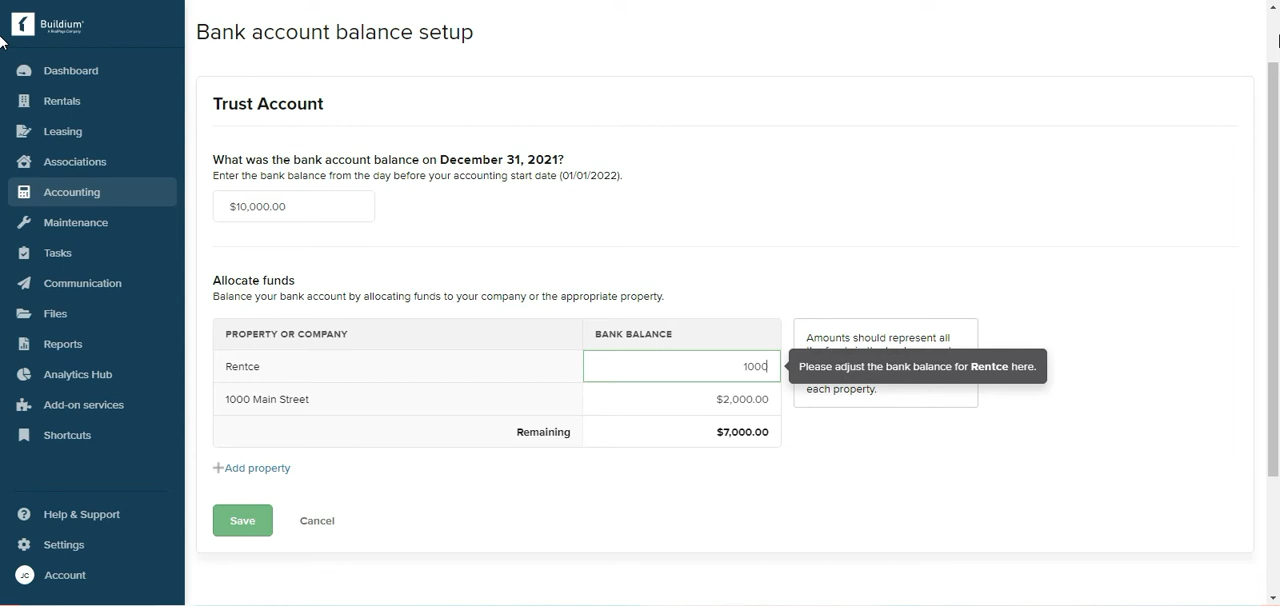 Buildium
A RealPage Company
Dashboard
Rentals
Leasing
Associations
Accounting
Maintenance
Tasks
Communication
Files
Reports
Analytics Hub
Add-on services
Shortcuts
Help & Support
Settings
JC Account
Bank account balance setup
Trust Account
What was the bank account balance on December 31, 2021?
Enter the bank balance from the day before your accounting start date (01/01/2022).
$10,000.00
Allocate funds
Balance your bank account by allocating funds to your company or the appropriate property.
PROPERTY OR COMPANY BANK BALANCE
Rentce 1000
1000 Main Street $2,000.00
Remaining $7,000.00
Amounts should represent all
Please adjust the bank balance for Rentce here.
each property.
+Add property
Save Cancel